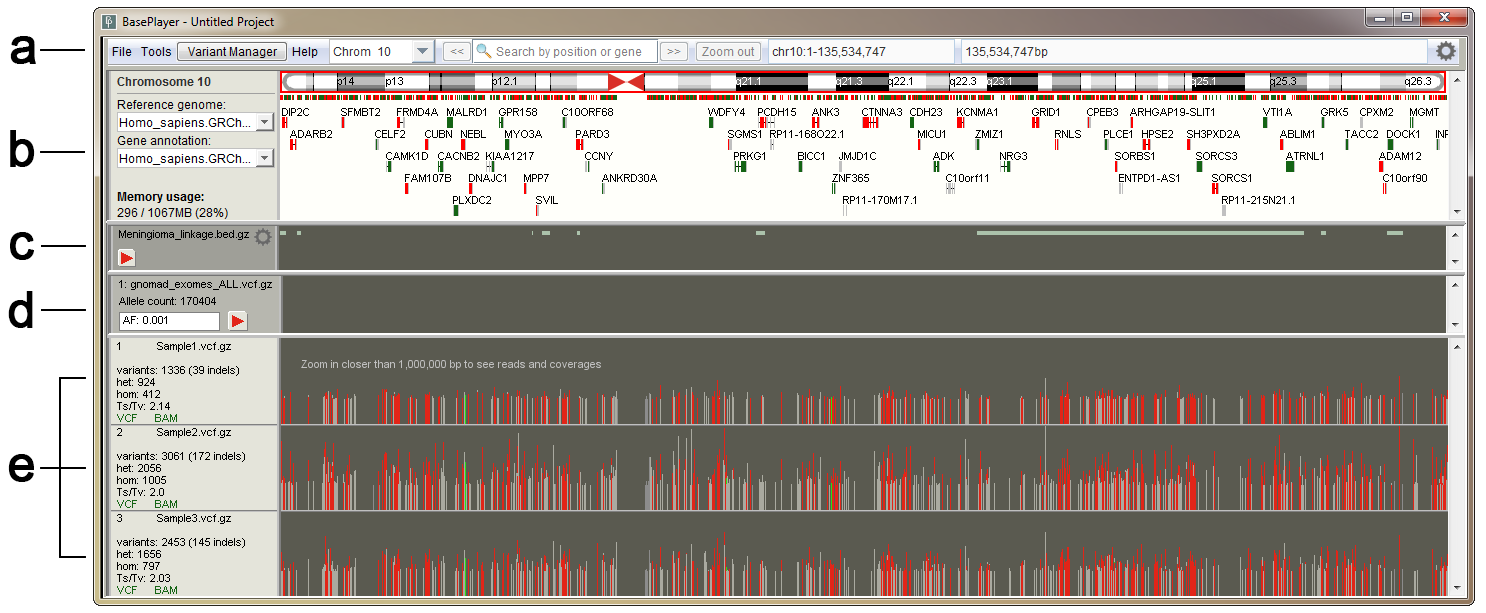 BasePlayer - Untitled Project
a
File Tools Variant Manager Help Chrom 10 << Search by position or gene >> Zoom out chr10:1-135,534,747 135,534,747bp
Chromosome 10
p14 p13 p12.1 q21.1 q21.3 q22.1 q22.3 q23.1 q25.1 q25.3 q26.3
b
Reference genome:
Homo_sapiens.GRCh...
Gene annotation:
Homo_sapiens.GRCh...
Memory usage:
296 / 1067MB (28%)
DIP2C SFMBT2 FRMD4A MALRD1 GPR158 C10ORF68 WDFY4 PCDH15 ANK3 CTNNA3 CDH23 KCNMA1 GRID1 CPEB3 ARHGAP19-SLIT1 VTI1A GRK5 CPXM2 MGMT
ADARB2 CELF2 CUBN NEBL MYO3A PARD3 SGMS1 RP11-168O22.1 MICU1 ZMIZ1 RNLS PLCE1 HPSE2 SH3PXD2A ABLIM1 TACC2 DOCK1 INF
CAMK1D CACNB2 KIAA1217 CCNY PRKG1 BICC1 JMJD1C ADK NRG3 SORBS1 SORCS3 ATRNL1 ADAM12
FAM107B DNAJC1 MPP7 ANKRD30A ZNF365 C10orf11 ENTPD1-AS1 SORCS1 C10orf90
PLXDC2 SVIL RP11-170M17.1 RP11-215N21.1
c
Meningioma_linkage.bed.gz
d
1: gnomad_exomes_ALL.vcf.gz
Allele count: 170404
AF: 0.001
e
1 Sample1.vcf.gz
variants: 1336 (39 indels)
het: 924
hom: 412
Ts/Tv: 2.14
VCF BAM
Zoom in closer than 1,000,000 bp to see reads and coverages
2 Sample2.vcf.gz
variants: 3061 (172 indels)
het: 2056
hom: 1005
Ts/Tv: 2.0
VCF BAM
3 Sample3.vcf.gz
variants: 2453 (145 indels)
het: 1656
hom: 797
Ts/Tv: 2.03
VCF BAM